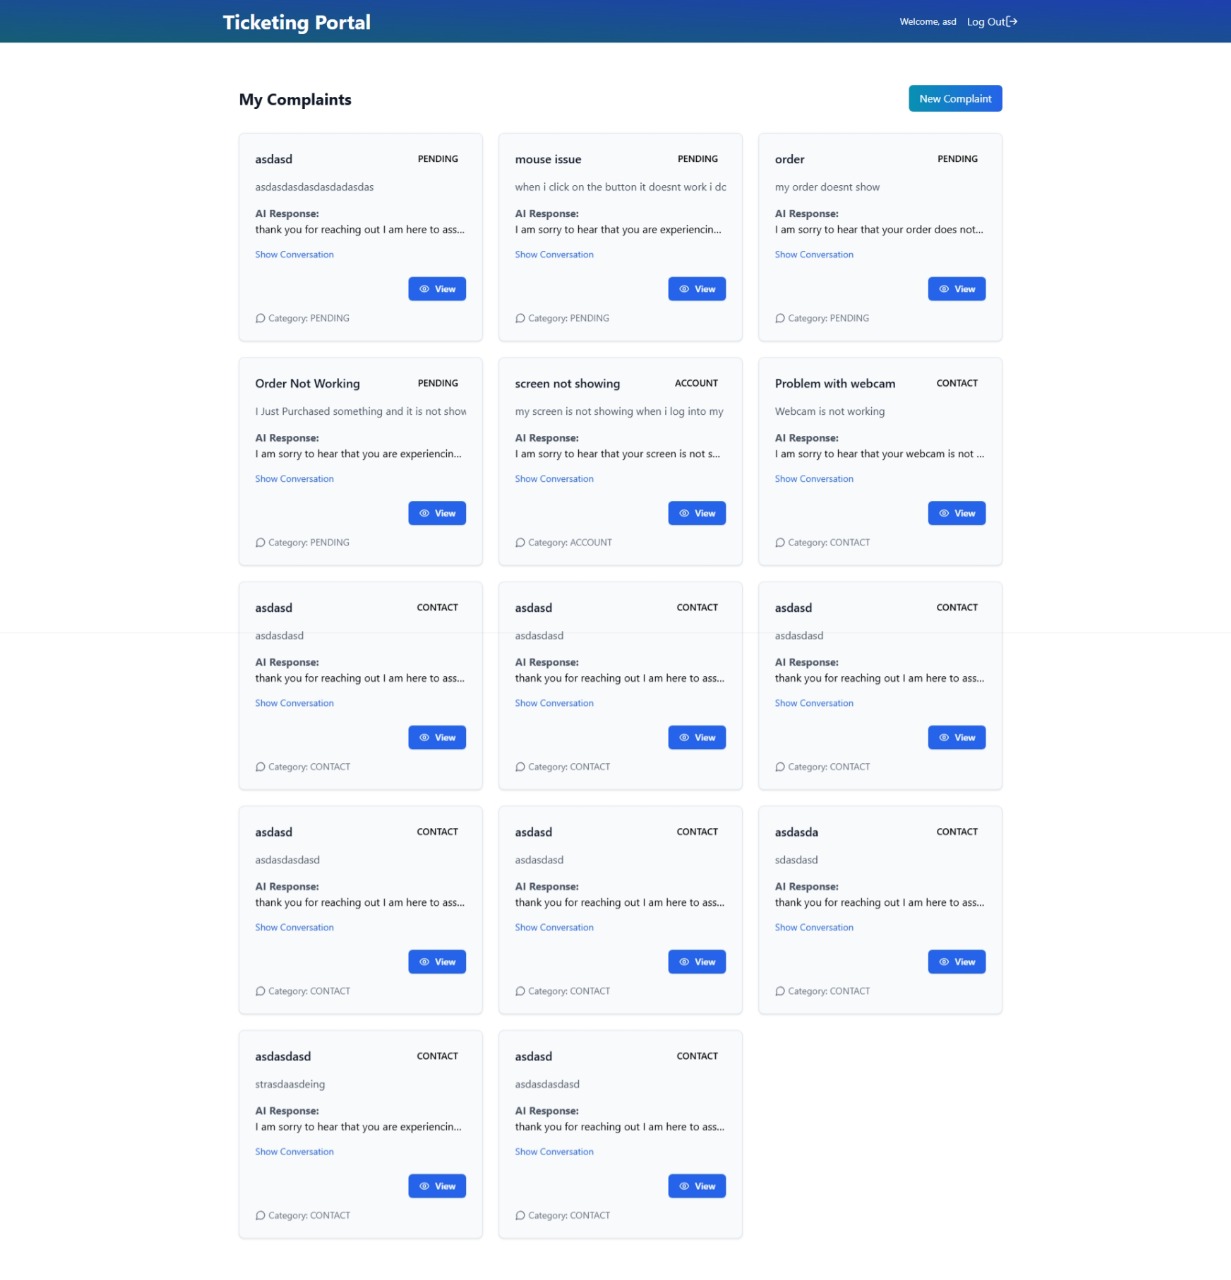 Ticketing Portal
Welcome, asd
Log Out
My Complaints
New Complaint
asdasd
PENDING
asdasdasdasdasdadasdas
AI Response:
thank you for reaching out I am here to ass...
Show Conversation
View
Category: PENDING
mouse issue
PENDING
when i click on the button it doesnt work i dc
AI Response:
I am sorry to hear that you are experiencin...
Show Conversation
View
Category: PENDING
order
PENDING
my order doesnt show
AI Response:
I am sorry to hear that your order does not...
Show Conversation
View
Category: PENDING
Order Not Working
PENDING
I Just Purchased something and it is not show
AI Response:
I am sorry to hear that you are experiencin...
Show Conversation
View
Category: PENDING
screen not showing
ACCOUNT
my screen is not showing when i log into my
AI Response:
I am sorry to hear that your screen is not s...
Show Conversation
View
Category: ACCOUNT
Problem with webcam
CONTACT
Webcam is not working
AI Response:
I am sorry to hear that your webcam is not ...
Show Conversation
View
Category: CONTACT
asdasd
CONTACT
asdasdasd
AI Response:
thank you for reaching out I am here to ass...
Show Conversation
View
Category: CONTACT
asdasd
CONTACT
asdasdasd
AI Response:
thank you for reaching out I am here to ass...
Show Conversation
View
Category: CONTACT
asdasd
CONTACT
asdasdasd
AI Response:
thank you for reaching out I am here to ass...
Show Conversation
View
Category: CONTACT
asdasd
CONTACT
asdasdasdasd
AI Response:
thank you for reaching out I am here to ass...
Show Conversation
View
Category: CONTACT
asdasd
CONTACT
asdasdasd
AI Response:
thank you for reaching out I am here to ass...
Show Conversation
View
Category: CONTACT
asdasda
CONTACT
sdasdasd
AI Response:
thank you for reaching out I am here to ass...
Show Conversation
View
Category: CONTACT
asdasdasd
CONTACT
strasdaasdeing
AI Response:
I am sorry to hear that you are experiencin...
Show Conversation
View
Category: CONTACT
asdasd
CONTACT
asdasdasdasd
AI Response:
thank you for reaching out I am here to ass...
Show Conversation
View
Category: CONTACT